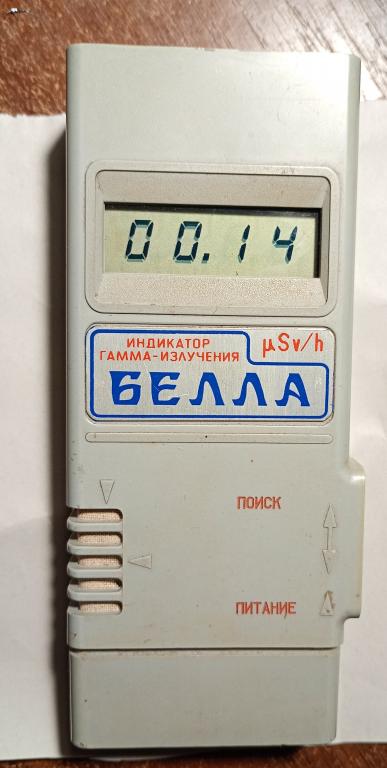 00.14
ИНДИКАТОР
ГАММА-ИЗЛУЧЕНИЯ
µSv/h
БЕЛЛА
ПОИСК
ПИТАНИЕ